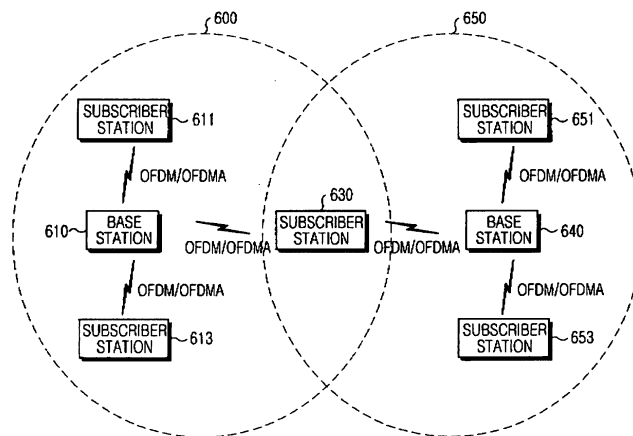 600
650
SUBSCRIBER
STATION
611
SUBSCRIBER
STATION
651
OFDM/OFDMA
OFDM/OFDMA
630
610
BASE
STATION
SUBSCRIBER
STATION
BASE
STATION
640
OFDM/OFDMA
OFDM/OFDMA
OFDM/OFDMA
OFDM/OFDMA
SUBSCRIBER
STATION
613
SUBSCRIBER
STATION
653